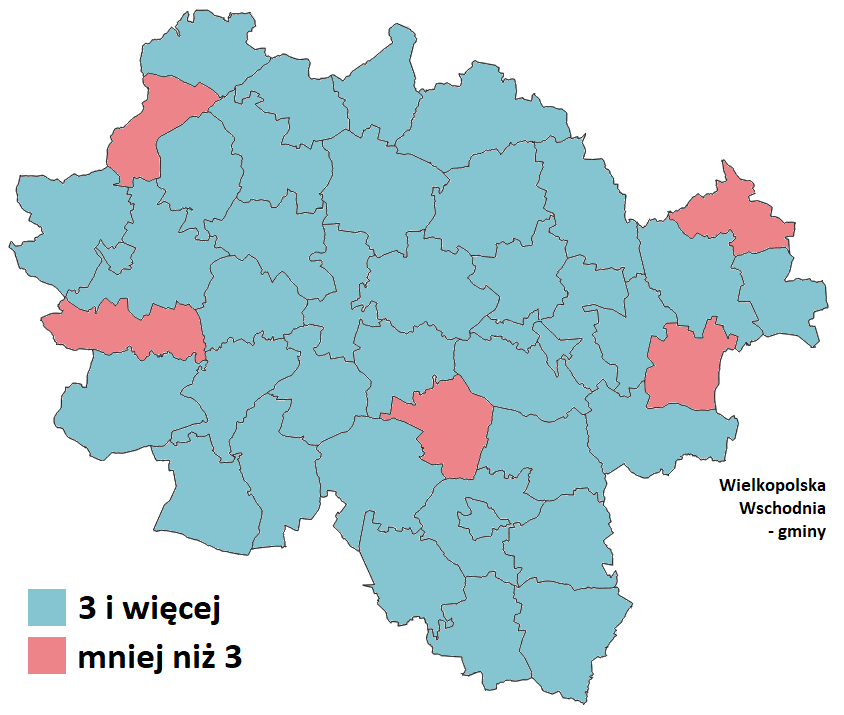 Wielkopolska
Wschodnia
- gminy
3 i więcej
mniej niż 3